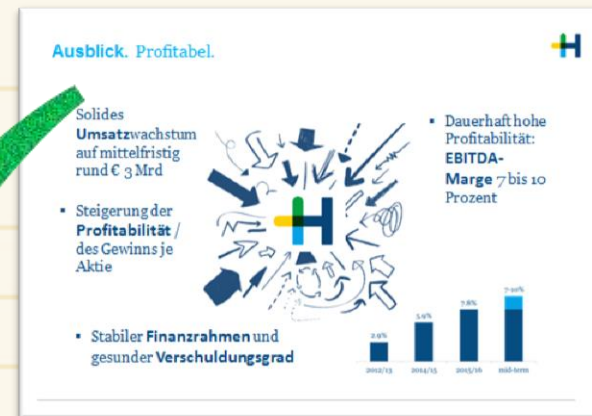 Ausblick. Profitabel.
Solides
Umsatzwachstum
auf mittelfristig
rund € 3 Mrd
▪ Steigerung der
Profitabilität /
des Gewinns je
Aktie
▪ Stabiler Finanzrahmen und
gesunder Verschuldungsgrad
▪ Dauerhaft hohe
Profitabilität:
EBITDA-
Marge 7 bis 10
Prozent
2.9% 5.9% 7.8% 7-10%
2012/13 2014/15 2015/16 mid-term